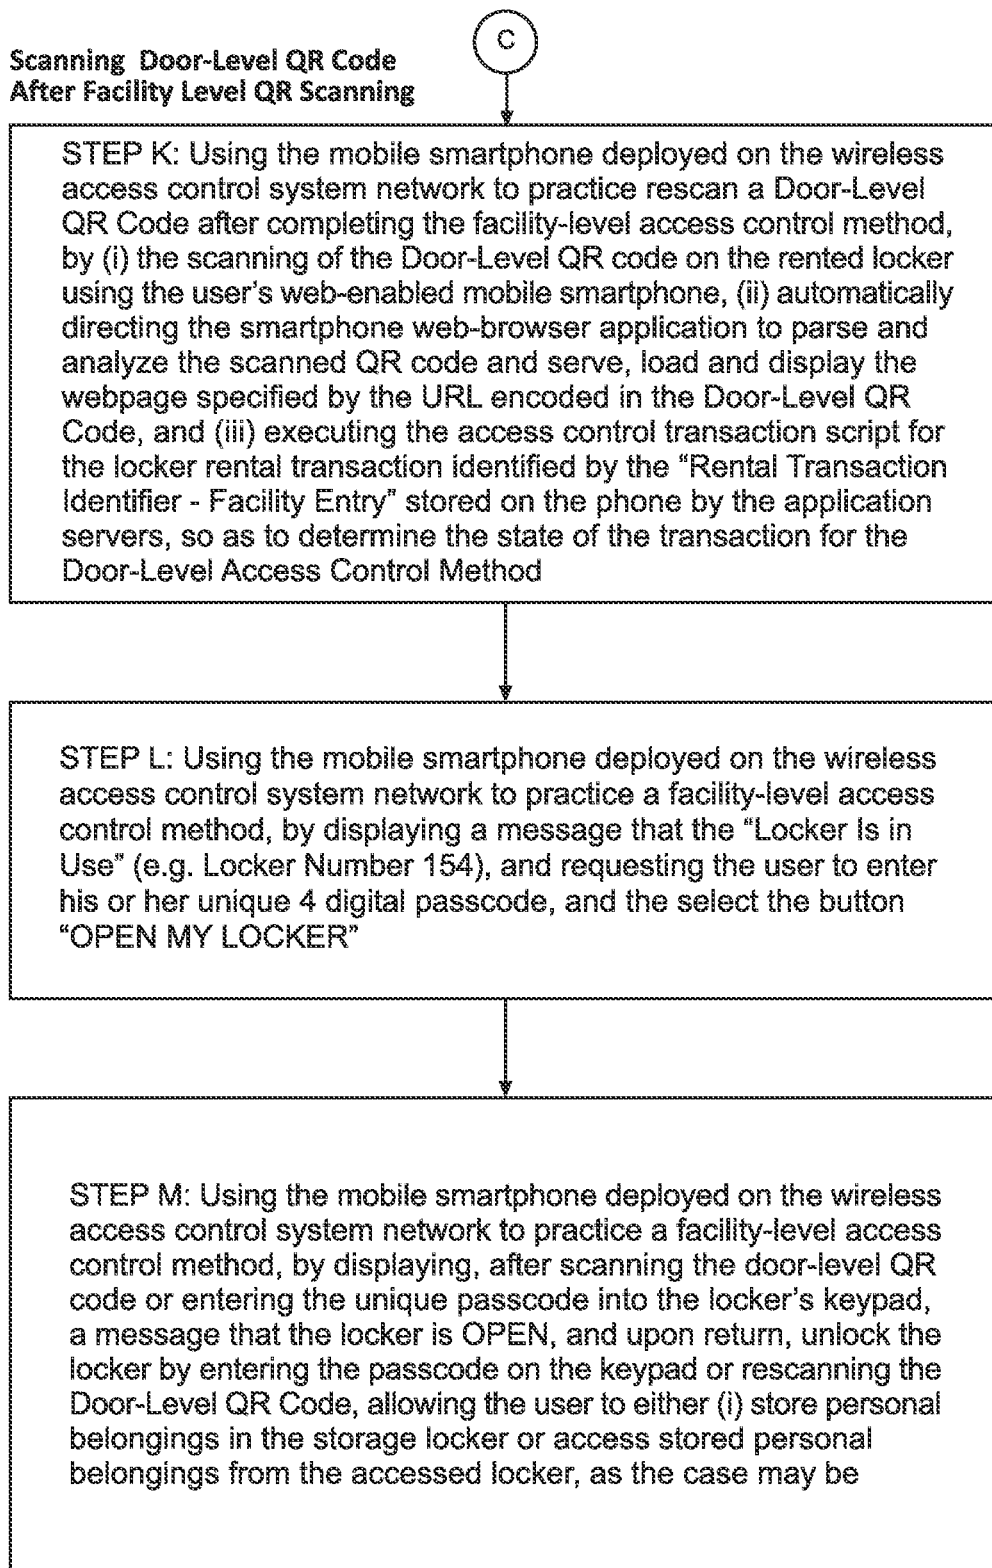 C
Scanning Door-Level QR Code
After Facility Level QR Scanning
STEP K: Using the mobile smartphone deployed on the wireless
access control system network to practice rescan a Door-Level
QR Code after completing the facility-level access control method,
by (i) the scanning of the Door-Level QR code on the rented locker
using the user's web-enabled mobile smartphone, (ii) automatically
directing the smartphone web-browser application to parse and
analyze the scanned QR code and serve, load and display the
webpage specified by the URL encoded in the Door-Level QR
Code, and (iii) executing the access control transaction script for
the locker rental transaction identified by the “Rental Transaction
Identifier - Facility Entry” stored on the phone by the application
servers, so as to determine the state of the transaction for the
Door-Level Access Control Method
STEP L: Using the mobile smartphone deployed on the wireless
access control system network to practice a facility-level access
control method, by displaying a message that the “Locker Is in
Use” (e.g. Locker Number 154), and requesting the user to enter
his or her unique 4 digital passcode, and the select the button
“OPEN MY LOCKER”
STEP M: Using the mobile smartphone deployed on the wireless
access control system network to practice a facility-level access
control method, by displaying, after scanning the door-level QR
code or entering the unique passcode into the locker's keypad,
a message that the locker is OPEN, and upon return, unlock the
locker by entering the passcode on the keypad or rescanning the
Door-Level QR Code, allowing the user to either (i) store personal
belongings in the storage locker or access stored personal
belongings from the accessed locker, as the case may be